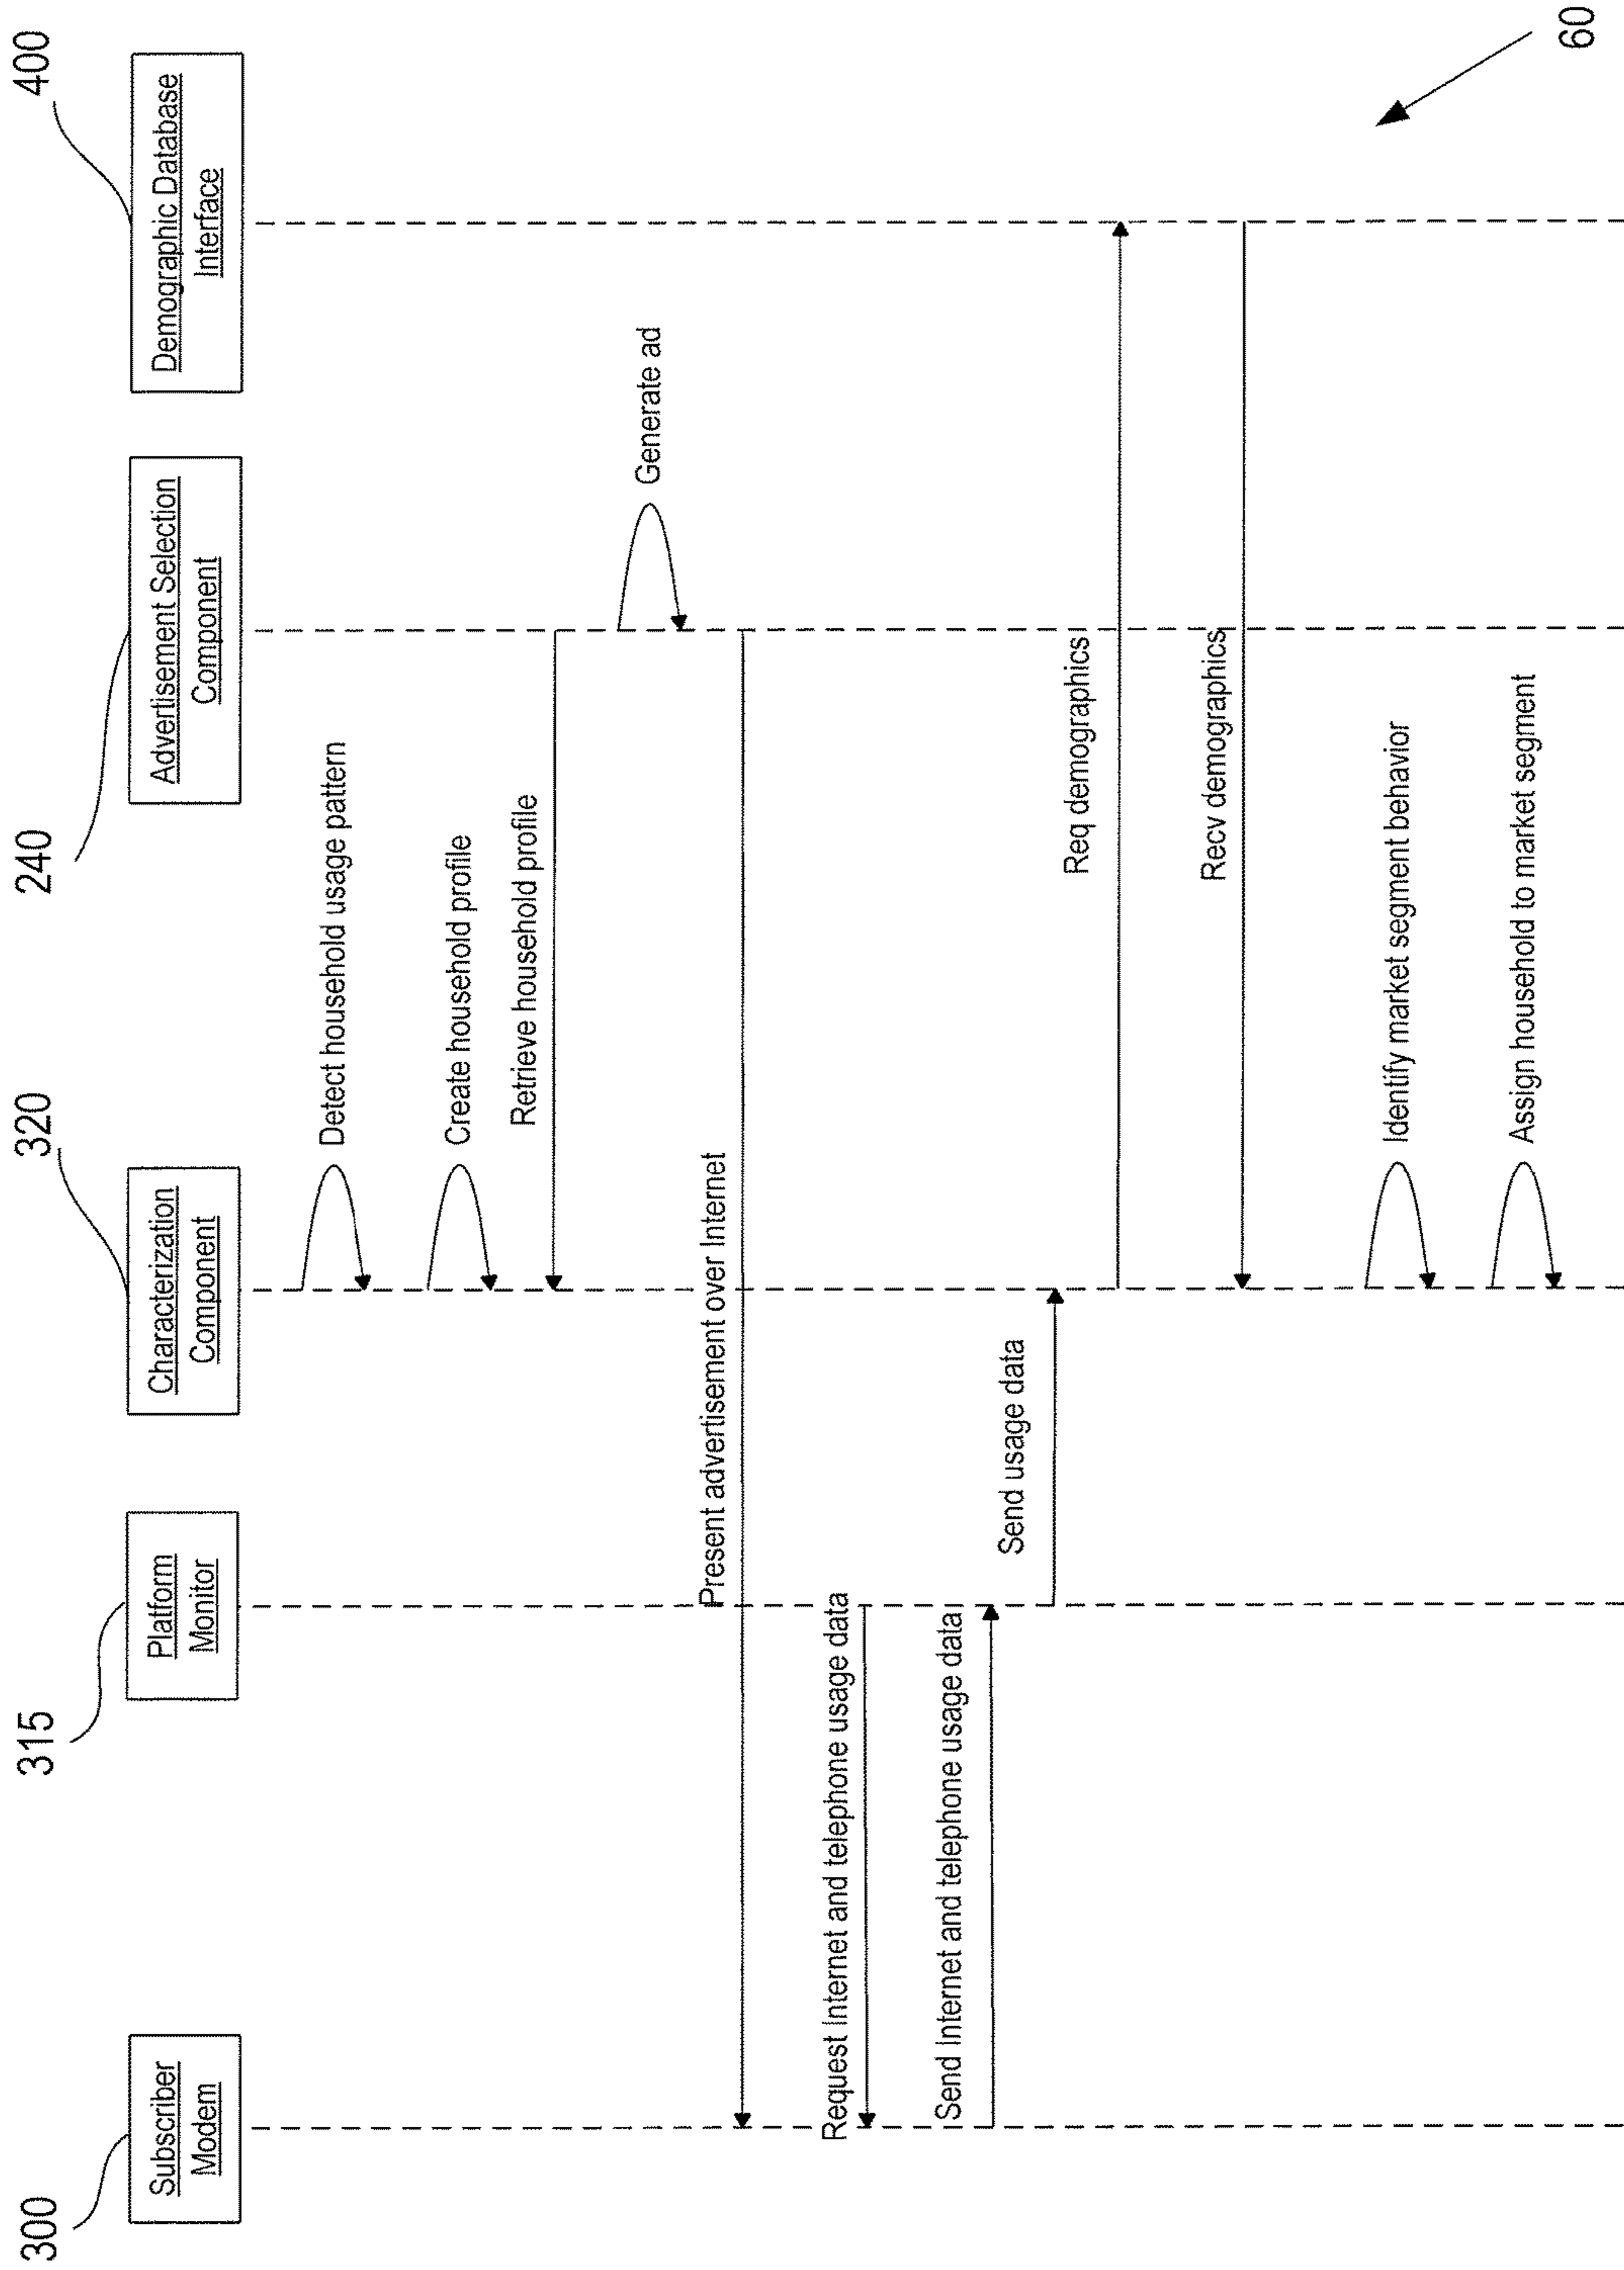 300
315
320
240
400
Subscriber
Modem
Platform
Monitor
Characterization
Component
Advertisement Selection
Component
Demographic Database
Interface
Detect household usage pattern
Create household profile
Retrieve household profile
Generate ad
Present advertisement over Internet
Request Internet and telephone usage data
Send Internet and telephone usage data
Send usage data
Req demographics
Recv demographics
Identify market segment behavior
Assign household to market segment
60